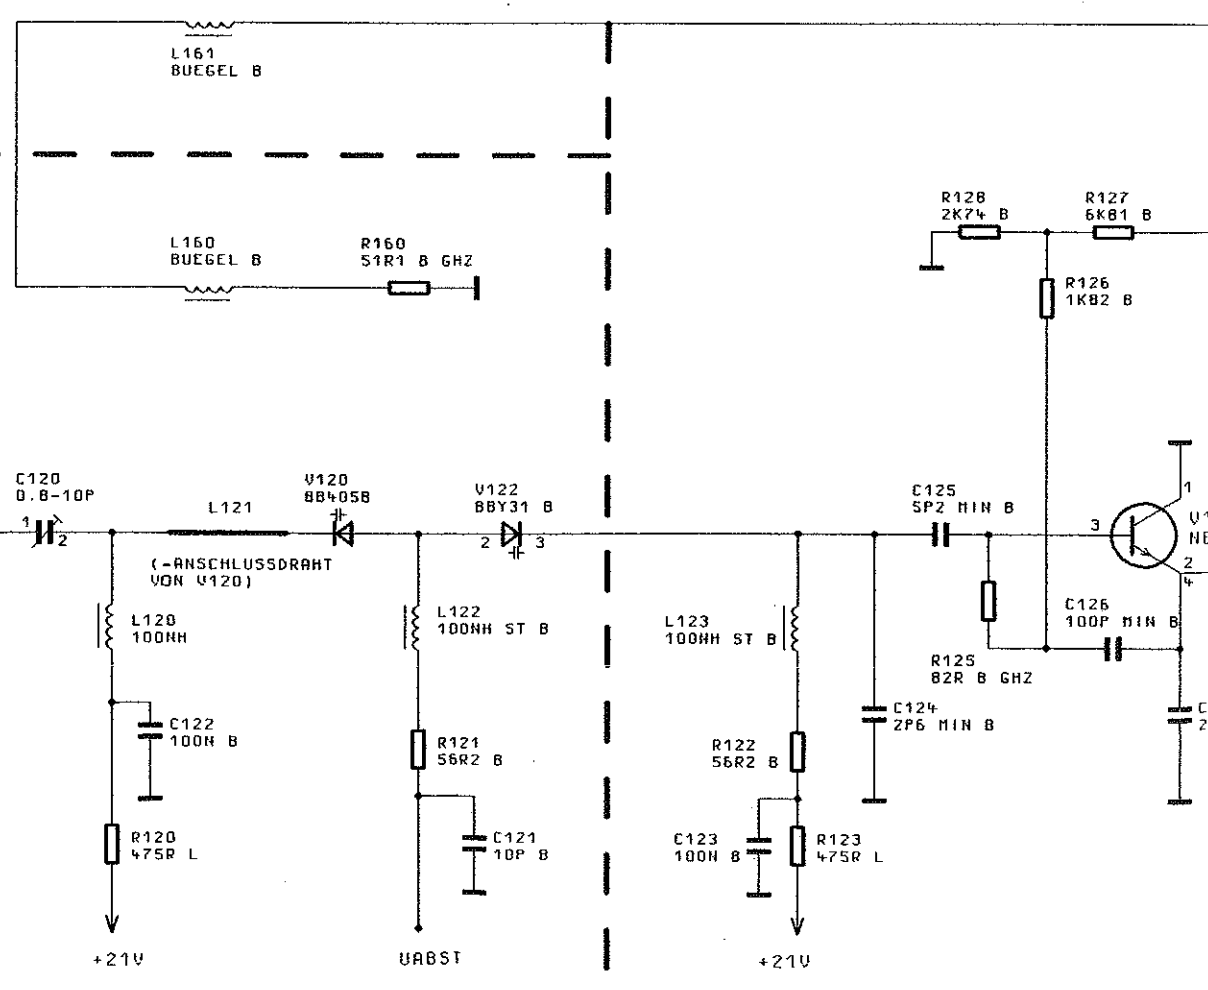 L161
BUEGEL B
L160
BUEGEL B
R160
51R1 B GHZ
R128
2K74 B
R127
6K81 B
R126
1K82 B
C120
0.8-10P
1
2
L121
(-ANSCHLUSSDRAHT
VON V120)
V120
BB405B
V122
BBY31 B
2
3
C125
5P2 MIN B
3
1
2
4
L120
100NH
L122
100NH ST B
L123
100NH ST B
C126
100P MIN B
R125
82R B GHZ
C122
100N B
R121
56R2 B
R122
56R2 B
C124
2P6 MIN B
R120
475R L
C121
10P B
C123
100N B
R123
475R L
+21V
UABST
+21V